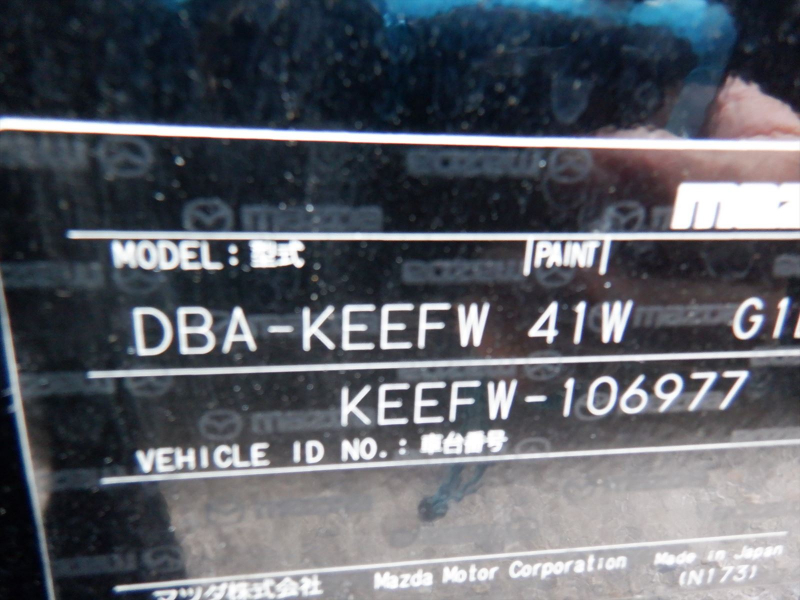 MODEL: 型式 PAINT
DBA-KEEFW 41W
KEEFW-106977
VEHICLE ID NO.: 車台番号
マツダ株式会社 Mazda Motor Corporation Made in Japan
(N173)